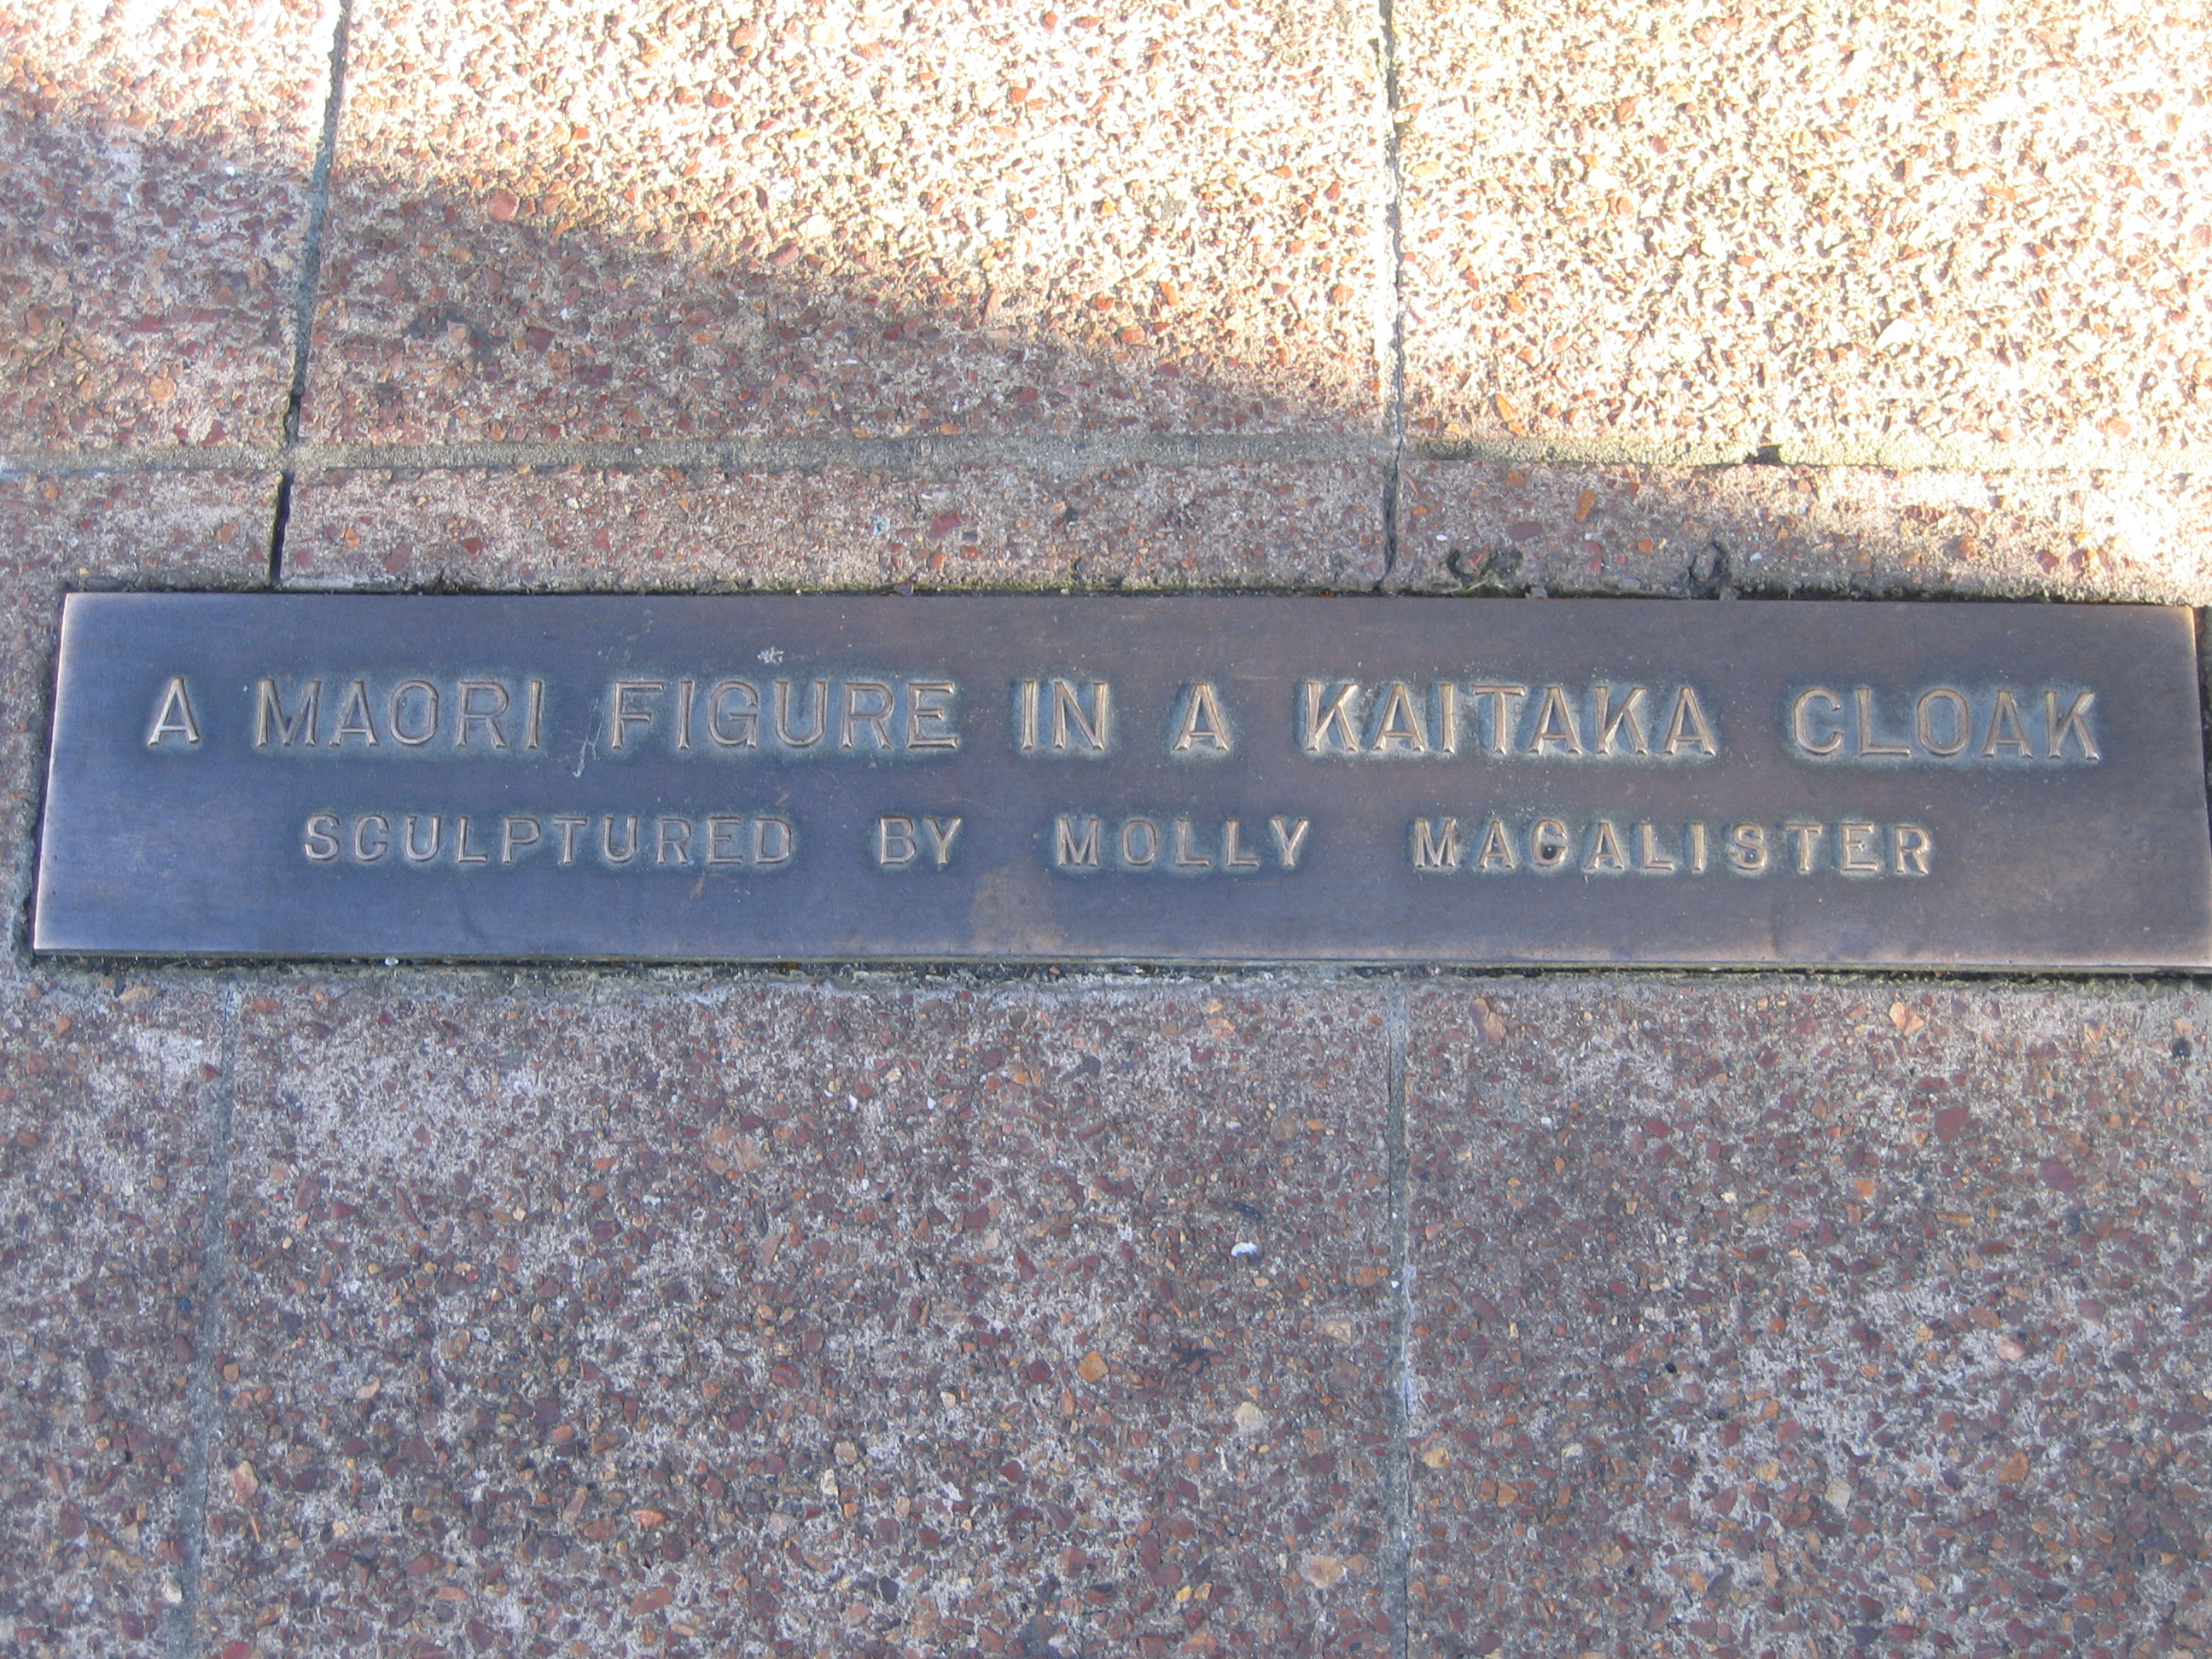 A MAORI FIGURE IN A KAITAKA CLOAK
SCULPTURED BY MOLLY MACALISTER